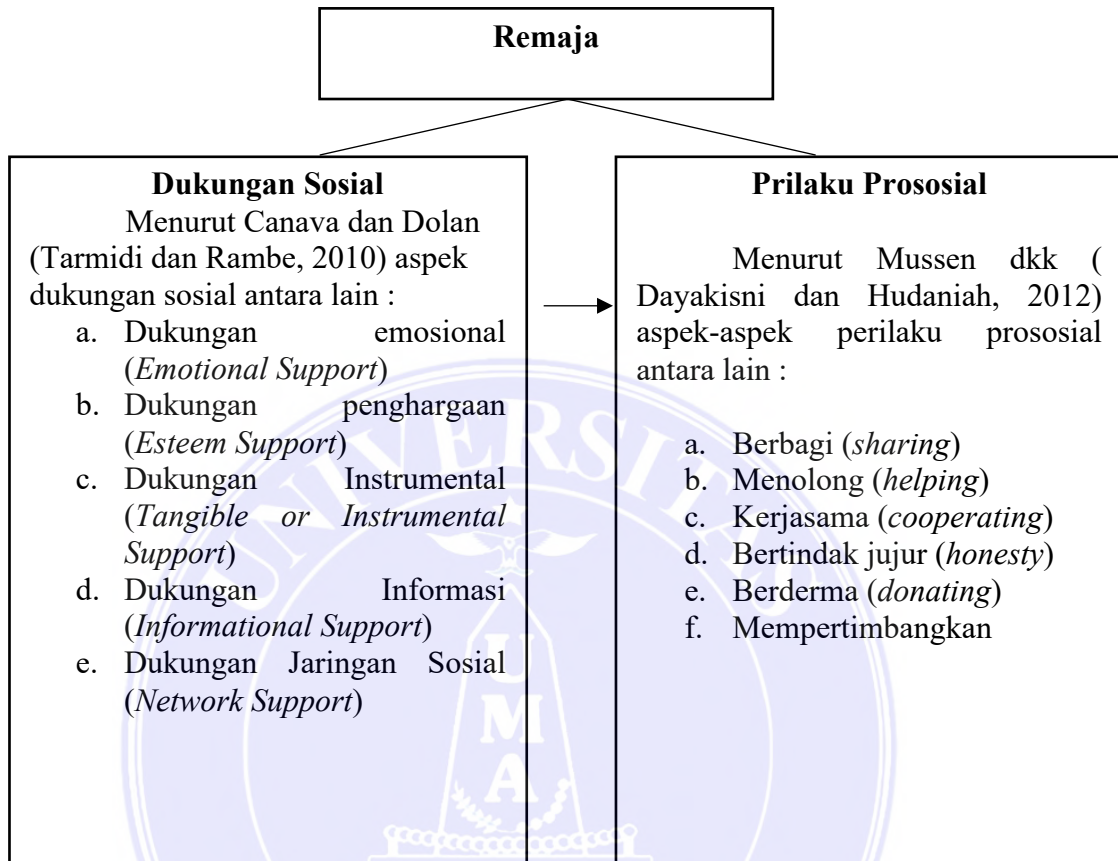 Remaja
Dukungan Sosial
Menurut Canava dan Dolan
(Tarmidi dan Rambe, 2010) aspek
dukungan sosial antara lain :
a. Dukungan emosional
(Emotional Support)
b. Dukungan penghargaan
(Esteem Support)
c. Dukungan Instrumental
(Tangible or Instrumental
Support)
d. Dukungan Informasi
(Informational Support)
e. Dukungan Jaringan Sosial
(Network Support)
Prilaku Prososial
Menurut Mussen dkk (
Dayakisni dan Hudaniah, 2012)
aspek-aspek perilaku prososial
antara lain :
a. Berbagi (sharing)
b. Menolong (helping)
c. Kerjasama (cooperating)
d. Bertindak jujur (honesty)
e. Berderma (donating)
f. Mempertimbangkan
UNIVERSITAS
U
M
A